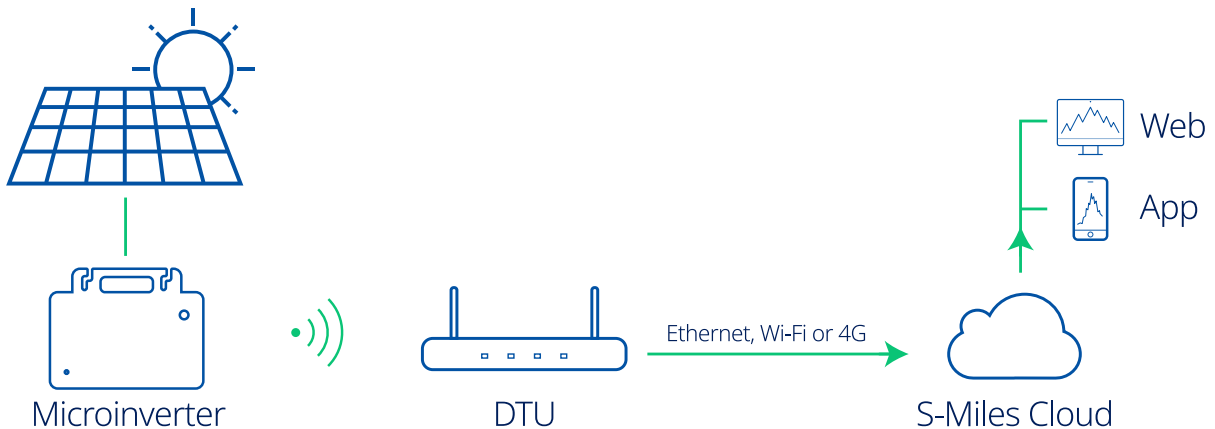 Web
App
Ethernet, Wi-Fi or 4G
Microinverter
DTU
S-Miles Cloud